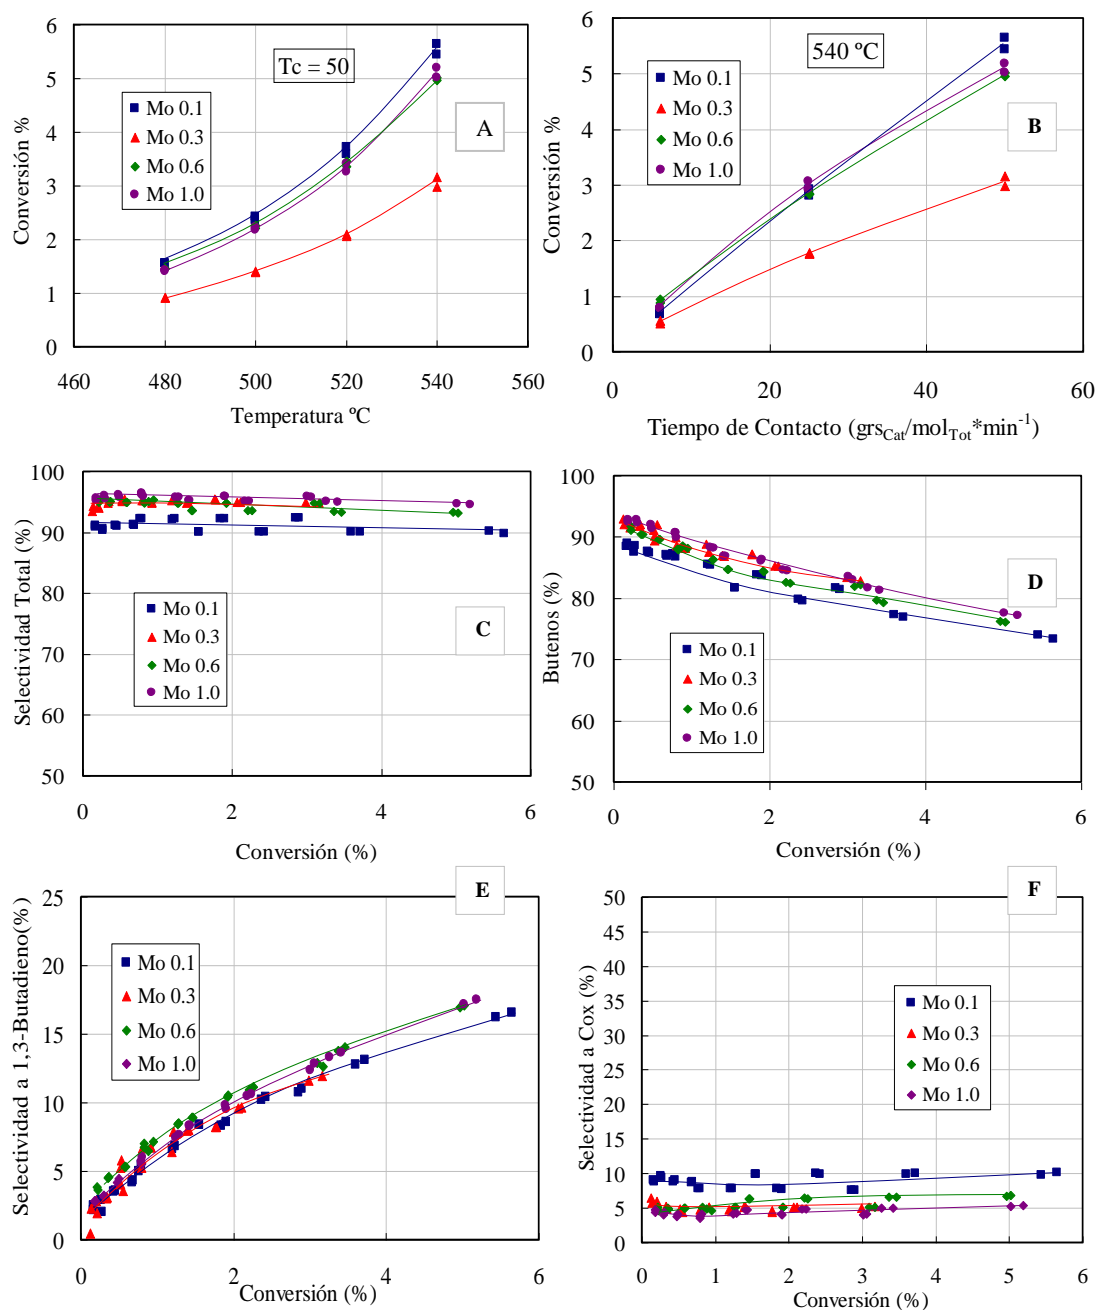 6
5
4
3
2
1
0
460
480
500
520
540
560
Conversión %
Temperatura ºC
Tc = 50
Mo 0.1
Mo 0.3
Mo 0.6
Mo 1.0
A
6
5
4
3
2
1
0
0
20
40
60
Conversión %
Tiempo de Contacto (grsCat/molTot*min-1)
540 ºC
Mo 0.1
Mo 0.3
Mo 0.6
Mo 1.0
B
100
90
80
70
60
50
0
2
4
6
Selectividad Total (%)
Conversión (%)
Mo 0.1
Mo 0.3
Mo 0.6
Mo 1.0
C
100
90
80
70
60
50
0
2
4
6
Butenos (%)
Conversión (%)
Mo 0.1
Mo 0.3
Mo 0.6
Mo 1.0
D
25
20
15
10
5
0
0
2
4
6
Selectividad a 1,3-Butadieno(%)
Conversión (%)
Mo 0.1
Mo 0.3
Mo 0.6
Mo 1.0
E
50
45
40
35
30
25
20
15
10
5
0
0
1
2
3
4
5
6
Selectividad a Cox (%)
Conversión (%)
Mo 0.1
Mo 0.3
Mo 0.6
Mo 1.0
F